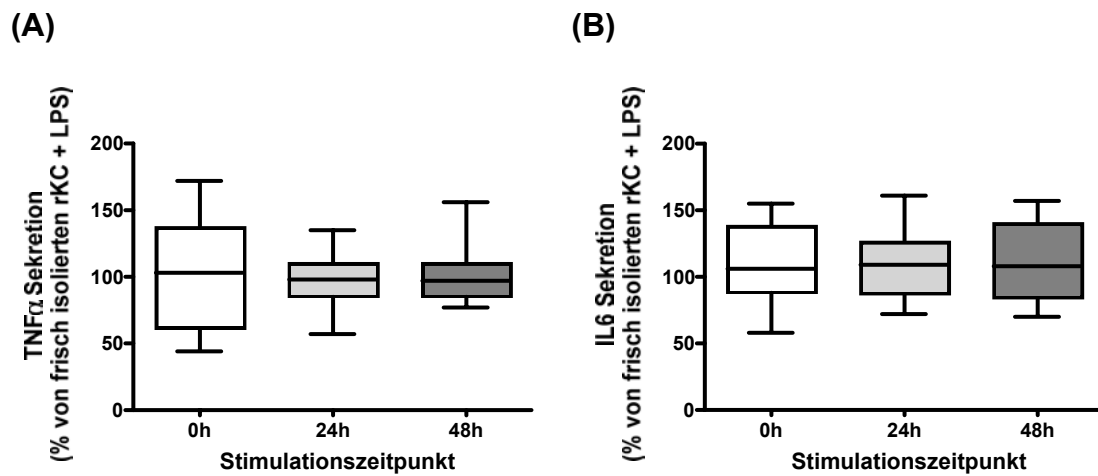 (A)
TNFα Sekretion
(% von frisch isolierten rKC + LPS)
200
150
100
50
0
0h 24h 48h
Stimulationszeitpunkt
(B)
IL6 Sekretion
(% von frisch isolierten rKC + LPS)
200
150
100
50
0
0h 24h 48h
Stimulationszeitpunkt